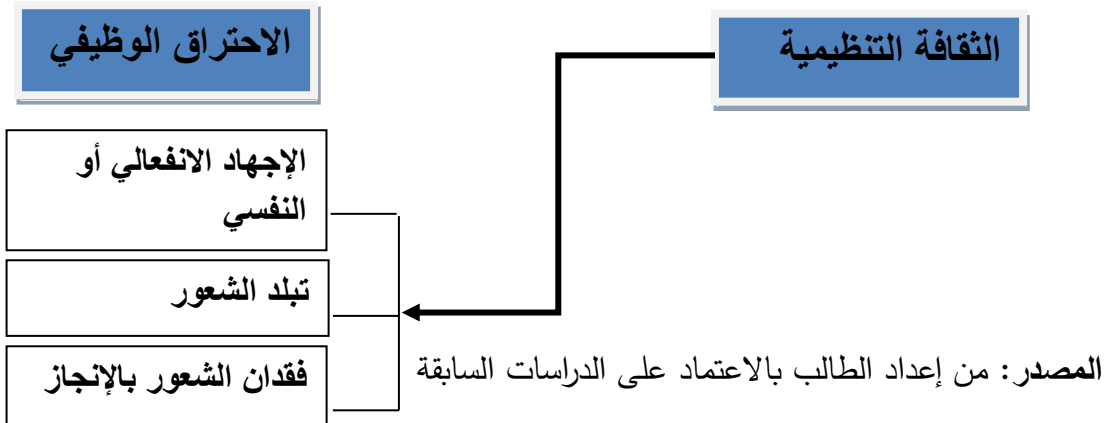 الثقافة التنظيمية
الاحتراق الوظيفي
الإجهاد الانفعالي أو
النفسي
تبلد الشعور
فقدان الشعور بالإنجاز
المصدر: من إعداد الطالب بالاعتماد على الدراسات السابقة